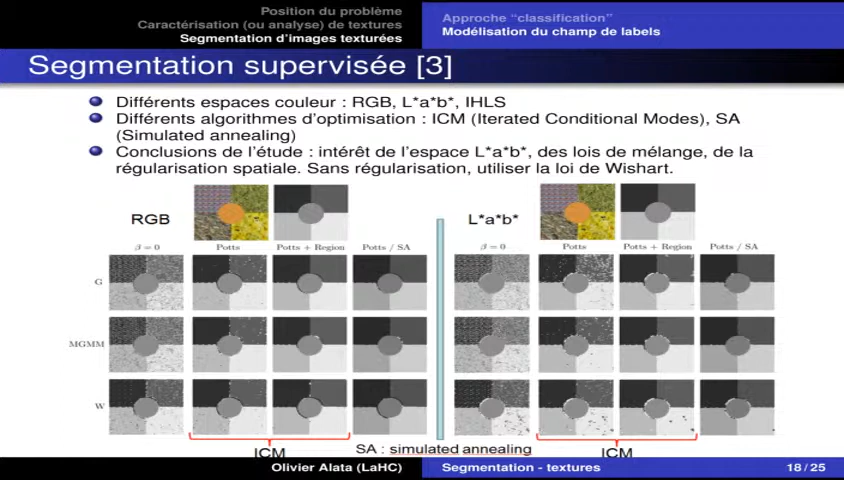 Position du problème
Caractérisation (ou analyse) de textures
Segmentation d'images texturées
Approche "classification"
Modélisation du champ de labels
Segmentation supervisée [3]
Différents espaces couleur : RGB, L*a*b*, IHLS
Différents algorithmes d'optimisation : ICM (Iterated Conditional Modes), SA
(Simulated annealing)
Conclusions de l'étude : intérêt de l'espace L*a*b*, des lois de mélange, de la
régularisation spatiale. Sans régularisation, utiliser la loi de Wishart.
RGB
L*a*b*
β = 0 Potts Potts + Region Potts / SA
β = 0 Potts Potts + Region Potts / SA
G
MGMM
W
ICM
SA : simulated annealing
ICM
Olivier Alata (LaHC)
Segmentation - textures
18 / 25